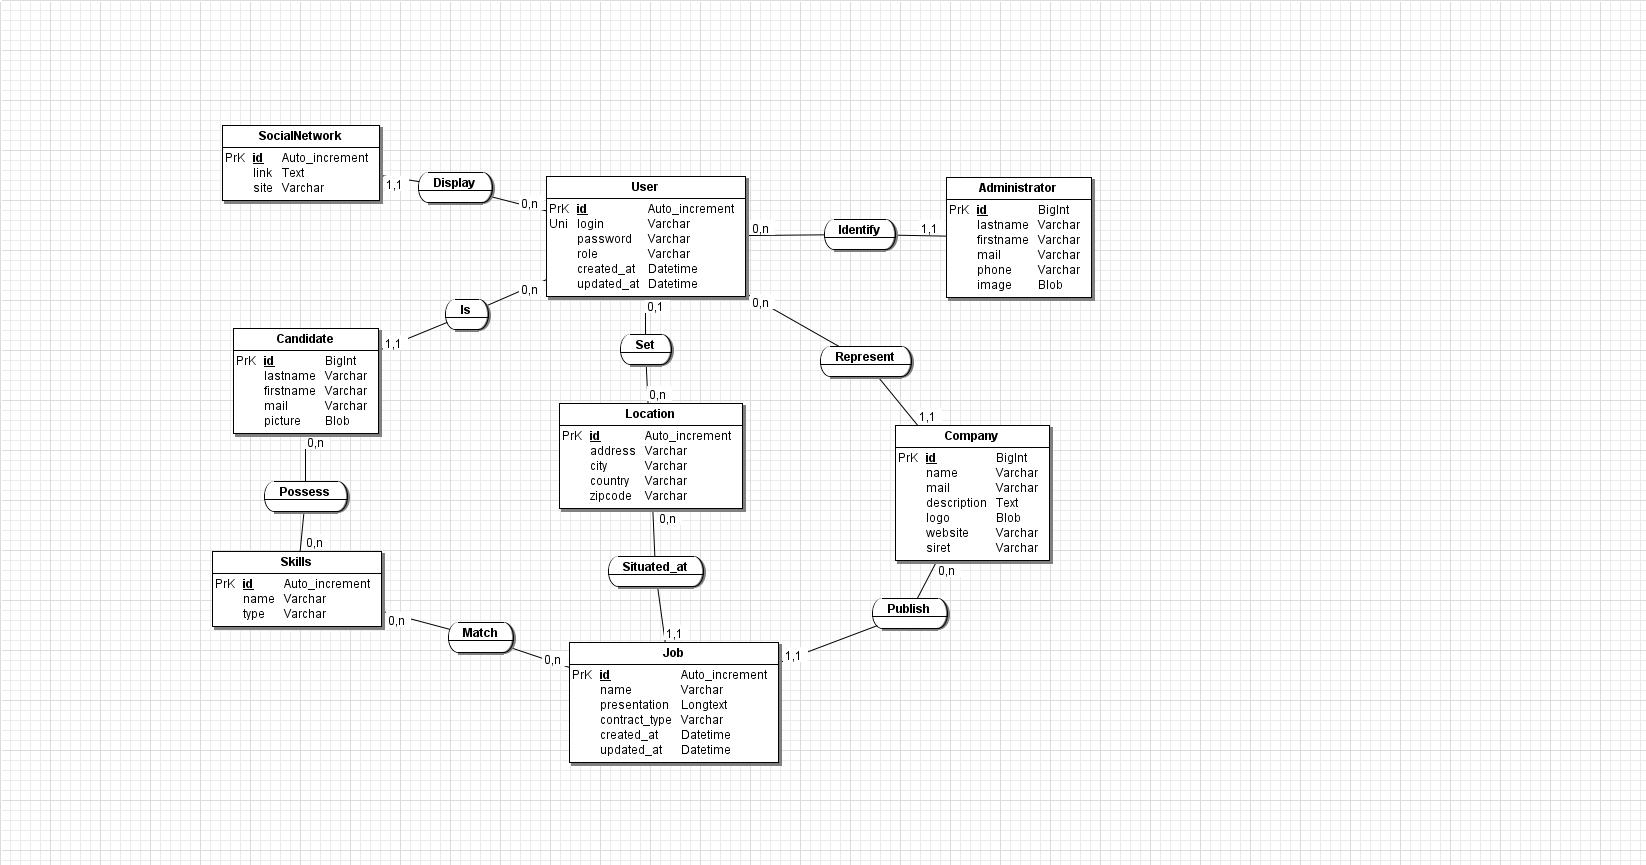 SocialNetwork
PrK id Auto_increment
link Text
site Varchar
1,1
Display
0,n
User
PrK id Auto_increment
Uni login Varchar
password Varchar
role Varchar
created_at Datetime
updated_at Datetime
0,n
Identify
1,1
Administrator
PrK id BigInt
lastname Varchar
firstname Varchar
mail Varchar
phone Varchar
image Blob
0,n
Is
1,1
0,1
Set
0,n
0,n
Represent
1,1
Candidate
PrK id BigInt
lastname Varchar
firstname Varchar
mail Varchar
picture Blob
0,n
Possess
0,n
Location
PrK id Auto_increment
address Varchar
city Varchar
country Varchar
zipcode Varchar
0,n
Situated_at
1,1
Company
PrK id BigInt
name Varchar
mail Varchar
description Text
logo Blob
website Varchar
siret Varchar
0,n
Publish
1,1
Skills
PrK id Auto_increment
name Varchar
type Varchar
0,n
Match
0,n
Job
PrK id Auto_increment
name Varchar
presentation Longtext
contract_type Varchar
created_at Datetime
updated_at Datetime